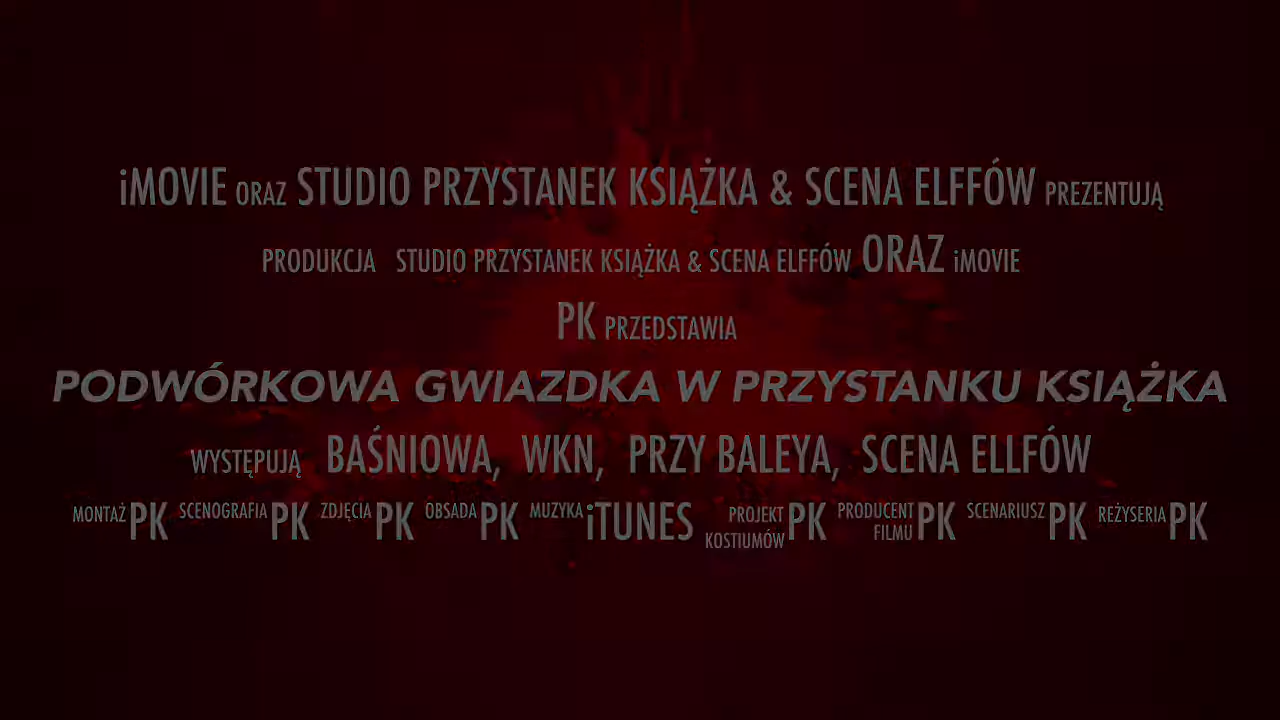 iMOVIE ORAZ STUDIO PRZYSTANEK KSIĄŻKA & SCENA ELFFÓW PREZENTUJĄ
PRODUKCJA STUDIO PRZYSTANEK KSIĄŻKA & SCENA ELFFÓW ORAZ iMOVIE
PK PRZEDSTAWIA
PODWÓRKOWA GWIAZDKA W PRZYSTANKU KSIĄŻKA
WYSTĘPUJĄ BAŚNIOWA, WKN, PRZY BALEYA, SCENA ELLFÓW
MONTAŻ PK SCENOGRAFIA PK ZDJĘCIA PK OBSADA PK MUZYKA iTUNES PROJEKT KOSTIUMÓW PK PRODUCENT FILMU PK SCENARIUSZ PK REŻYSERIA PK